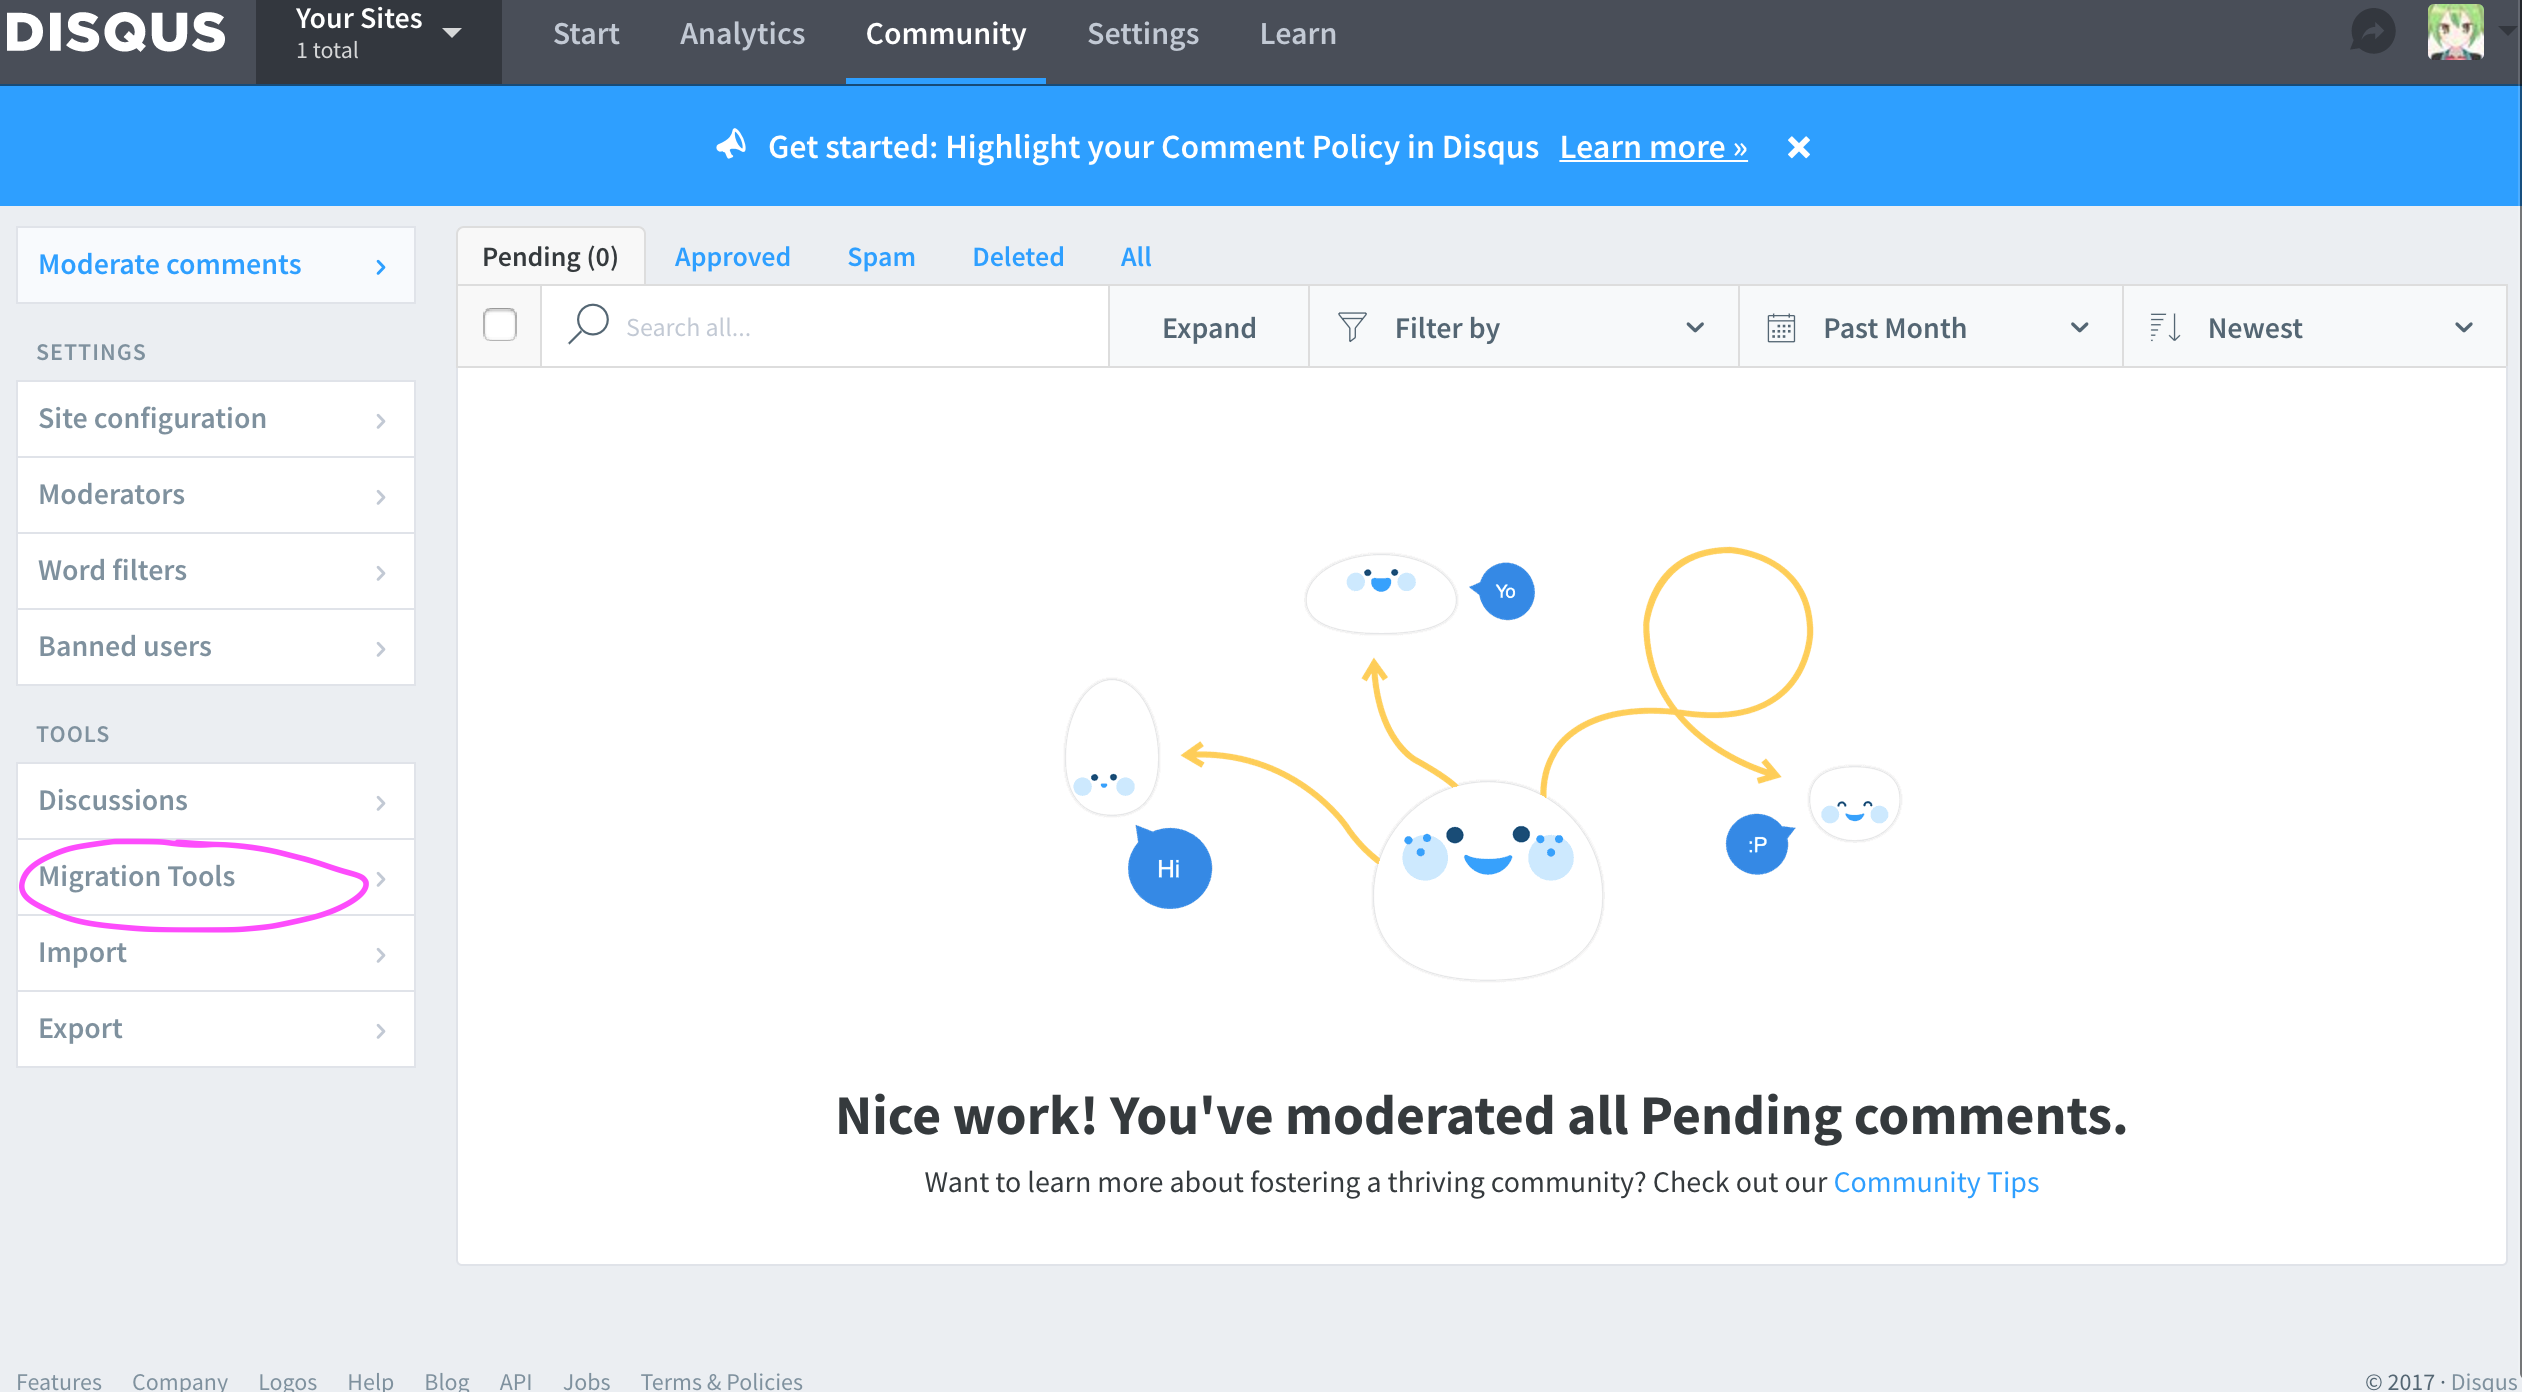 DISQUS
Your Sites
1 total
Start
Analytics
Community
Settings
Learn
Get started: Highlight your Comment Policy in Disqus Learn more »
Moderate comments
SETTINGS
Site configuration
Moderators
Word filters
Banned users
TOOLS
Discussions
Migration Tools
Import
Export
Pending (0)
Approved
Spam
Deleted
All
Search all...
Expand
Filter by
Past Month
Newest
Yo
Hi
:P
Nice work! You've moderated all Pending comments.
Want to learn more about fostering a thriving community? Check out our Community Tips
Features
Company
Logos
Help
Blog
API
Jobs
Terms & Policies
© 2017 · Disqus